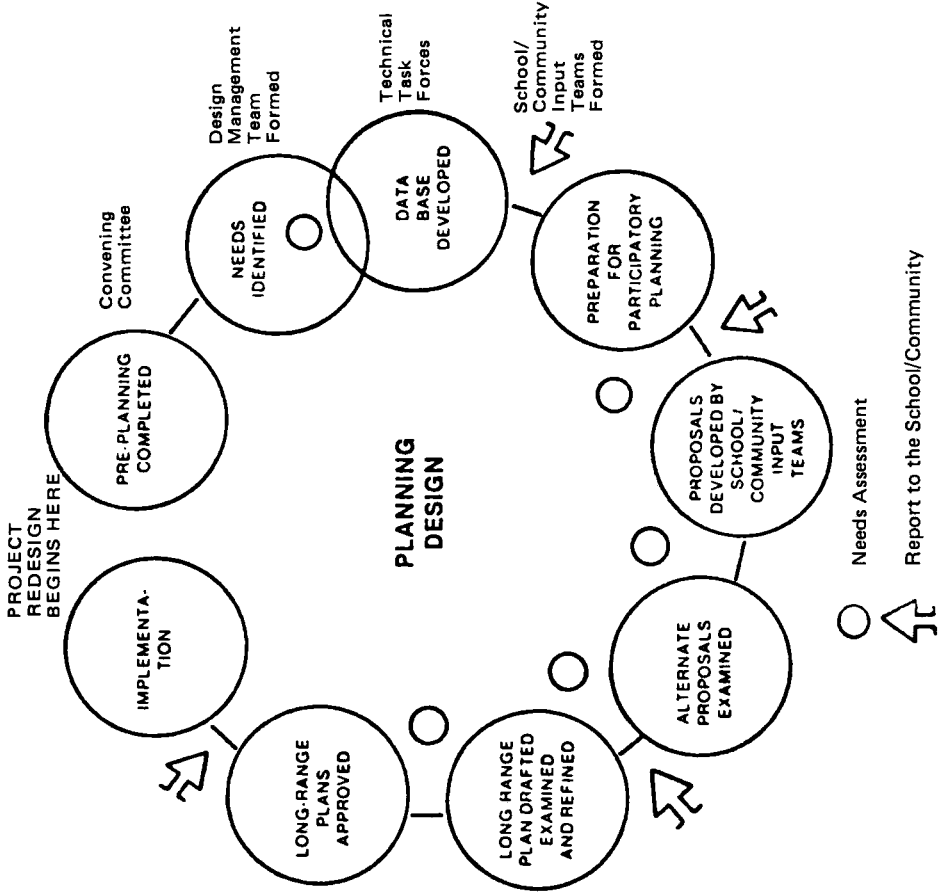 PROJECT
REDESIGN
BEGINS HERE
PRE-PLANNING
COMPLETED
Convening
Committee
NEEDS
IDENTIFIED
Design
Management
Team
Formed
DATA
BASE
DEVELOPED
Technical
Task
Forces
School/
Community
Input
Teams
Formed
PREPARATION
FOR
PARTICIPATORY
PLANNING
PROPOSALS
DEVELOPED BY
SCHOOL/
COMMUNITY
INPUT
TEAMS
ALTERNATE
PROPOSALS
EXAMINED
LONG RANGE
PLAN DRAFTED
EXAMINED
AND REFINED
LONG-RANGE
PLANS
APPROVED
IMPLEMENTA-
TION
PLANNING
DESIGN
Needs Assessment
Report to the School/Community